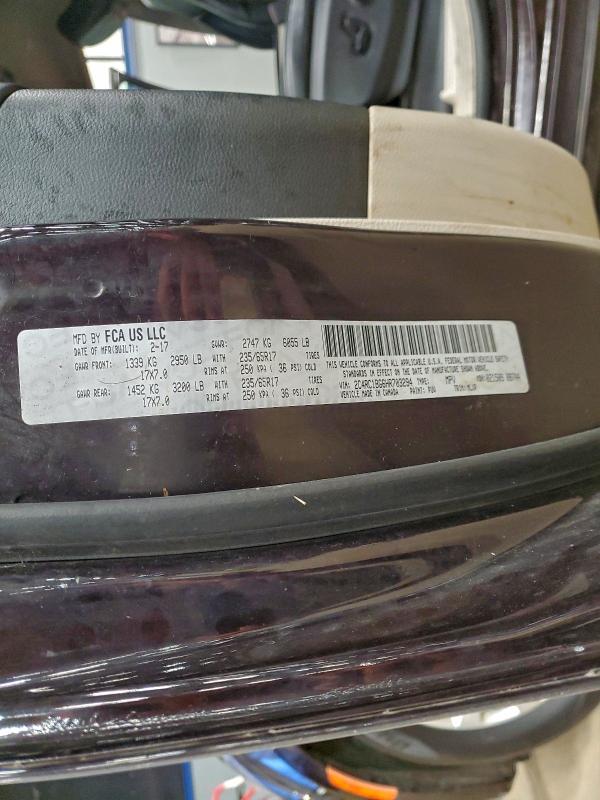 MFD BY FCA US LLC
DATE OF MFR(BUILT): 2-17 GVWR: 2747 KG 6055 LB
GAWR FRONT: 1339 KG 2950 LB WITH 235/65R17 TIRES
17X7.0 RIMS AT 250 KPA ( 36 PSI) COLD
GAWR REAR: 1452 KG 3200 LB WITH 235/65R17 TIRES
17X7.0 RIMS AT 250 KPA ( 36 PSI) COLD
THIS VEHICLE CONFORMS TO ALL APPLICABLE U.S.A. FEDERAL MOTOR VEHICLE SAFETY
STANDARDS IN EFFECT ON THE DATE OF MANUFACTURE SHOWN ABOVE.
VIN: 2C4RC1BG6HR703294 TYPE: MPV
VEHICLE MADE IN CANADA PAINT: TRIM: